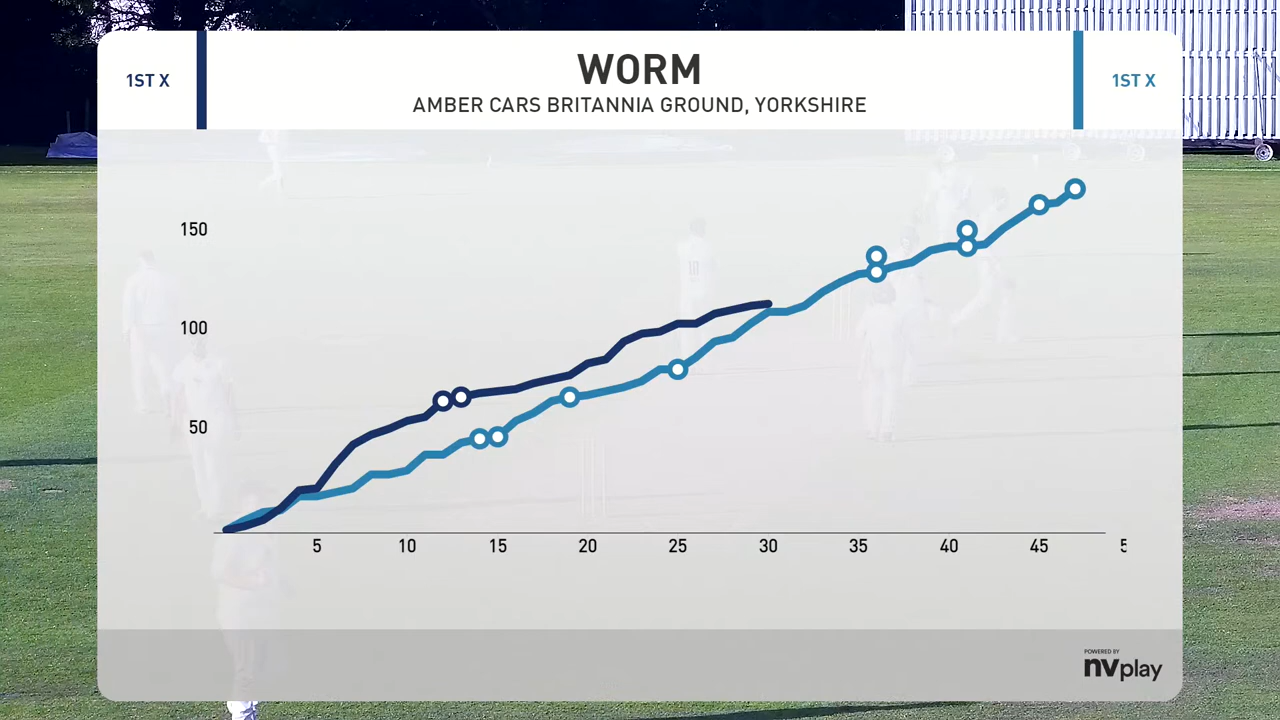 1ST X
WORM
AMBER CARS BRITANNIA GROUND, YORKSHIRE
1ST X
150
100
50
5 10 15 20 25 30 35 40 45
POWERED BY
nvplay